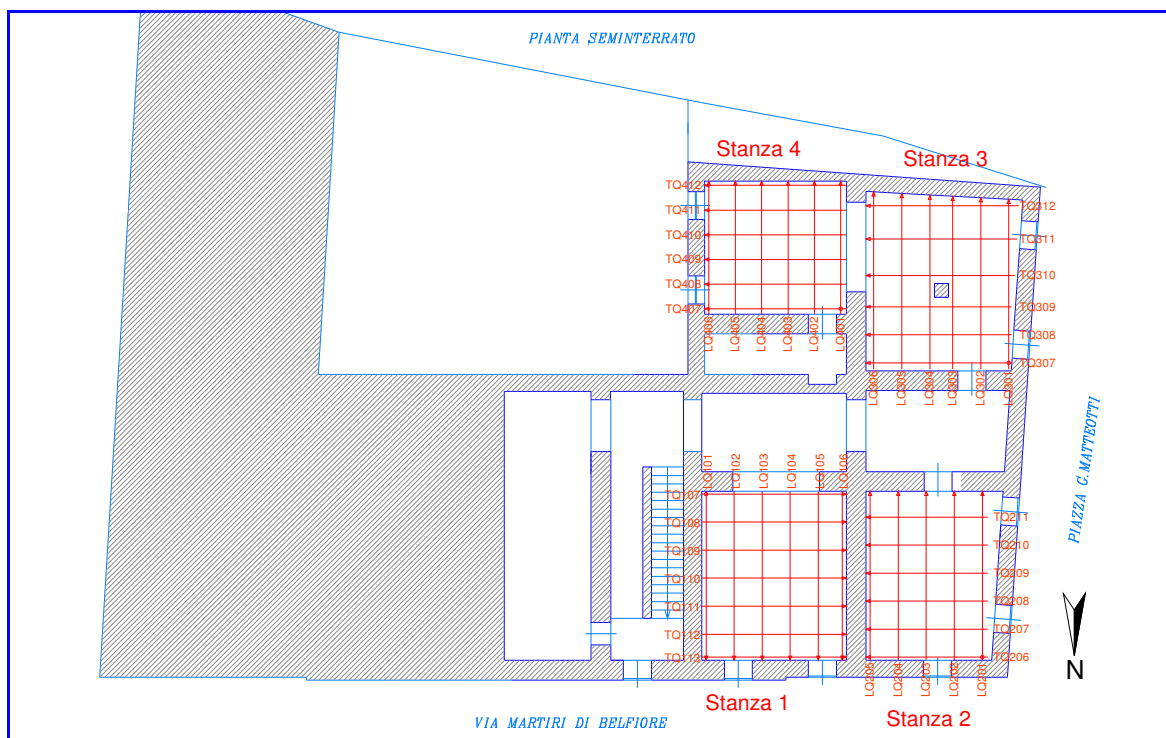 PIANTA SEMINTERRATO
Stanza 4
Stanza 3
TQ412
TQ411
TQ410
TQ409
TQ408
TQ407
LQ406
LQ405
LQ404
LQ403
LQ402
LQ401
TQ312
TQ311
TQ310
TQ309
TQ308
TQ307
LQ306
LQ305
LQ304
LQ303
LQ302
LQ301
LQ101
LQ102
LQ103
LQ104
LQ105
LQ106
TQ107
TQ108
TQ109
TQ110
TQ111
TQ112
TQ113
TQ211
TQ210
TQ209
TQ208
TQ207
TQ206
LQ205
LQ204
LQ203
LQ202
LQ201
PIAZZA C.MATTEOTTI
N
Stanza 1
Stanza 2
VIA MARTIRI DI BELFIORE